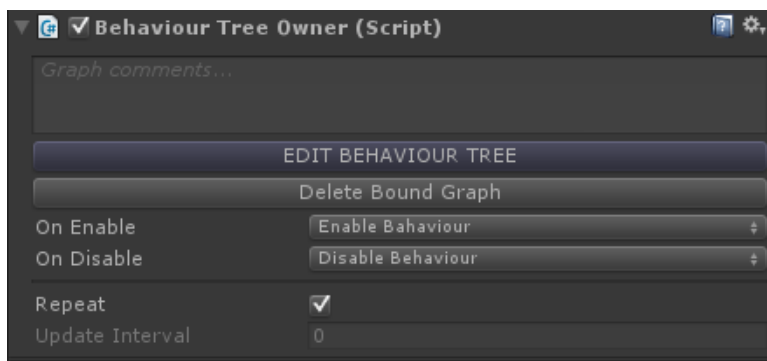 Behaviour Tree Owner (Script)
Graph comments...
EDIT BEHAVIOUR TREE
Delete Bound Graph
On Enable Enable Bahaviour
On Disable Disable Behaviour
Repeat
Update Interval 0